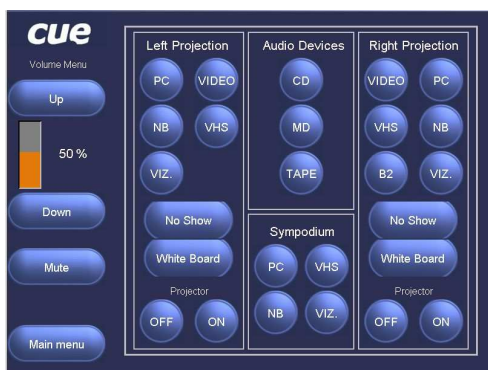 cue
Volume Menu
Up
50 %
Down
Mute
Main menu
Left Projection
PC VIDEO
NB VHS
VIZ.
No Show
White Board
Projector
OFF ON
Audio Devices
CD
MD
TAPE
Sympodium
PC VHS
NB VIZ.
Right Projection
VIDEO PC
VHS NB
B2 VIZ.
No Show
White Board
Projector
OFF ON